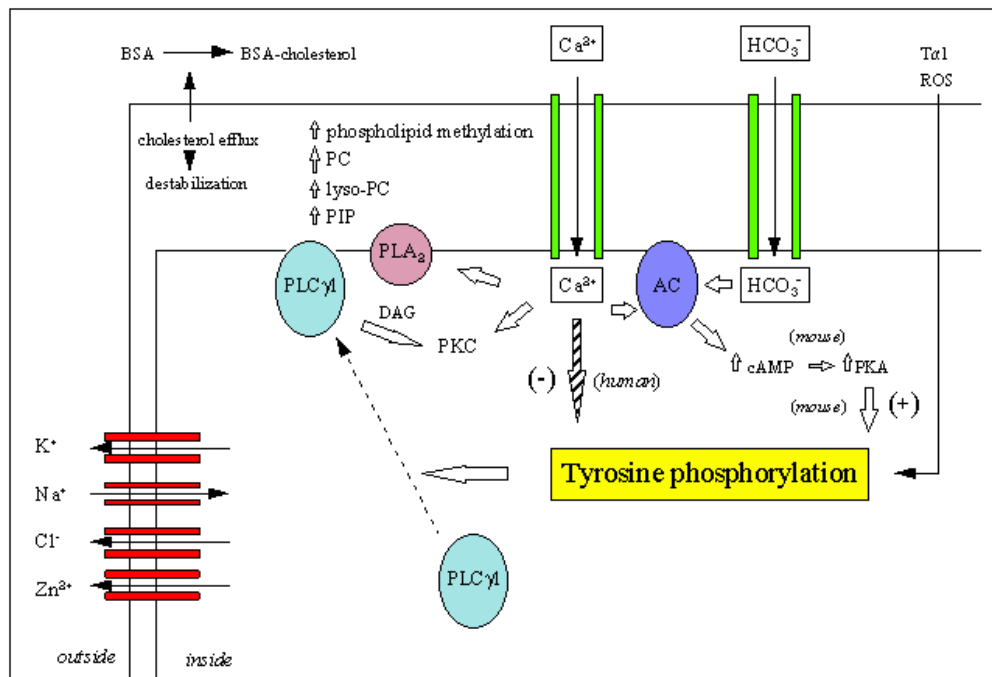 BSA
BSA-cholesterol
Ca²⁺
HCO₃⁻
Tα1
ROS
cholesterol efflux
destabilization
⇧ phospholipid methylation
⇧ PC
⇧ lyso-PC
⇧ PIP
PLCγ1
PLA₂
Ca²⁺
AC
HCO₃⁻
DAG
PKC
(mouse)
⇧ cAMP
⇧ PKA
(-)
(human)
(mouse)
(+)
Tyrosine phosphorylation
K⁺
Na⁺
Cl⁻
Zn²⁺
PLCγ1
outside
inside